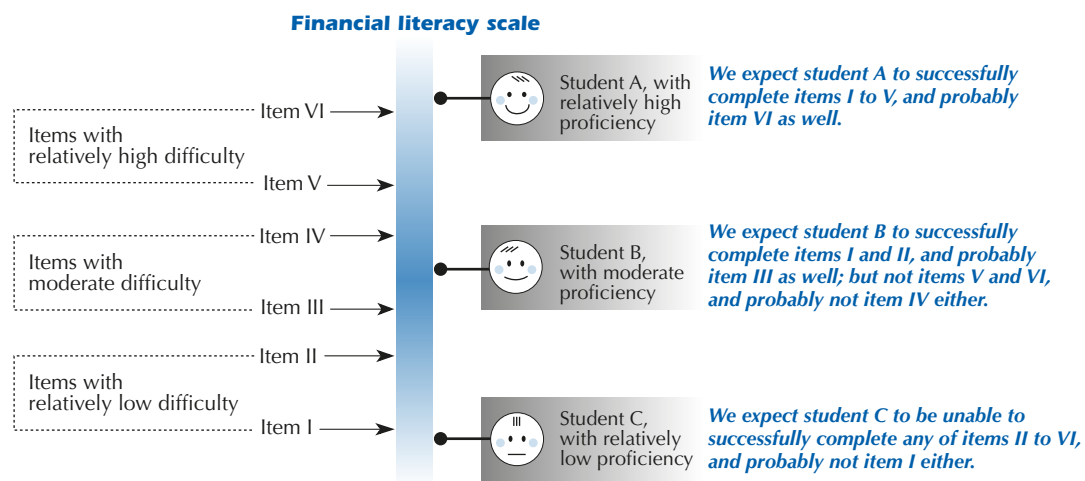 Financial literacy scale
Item VI
Items with
relatively high difficulty
Item V
Item IV
Items with
moderate difficulty
Item III
Item II
Items with
relatively low difficulty
Item I
Student A, with
relatively high
proficiency
We expect student A to successfully
complete items I to V, and probably
item VI as well.
Student B,
with moderate
proficiency
We expect student B to successfully
complete items I and II, and probably
item III as well; but not items V and VI,
and probably not item IV either.
Student C,
with relatively
low proficiency
We expect student C to be unable to
successfully complete any of items II to VI,
and probably not item I either.